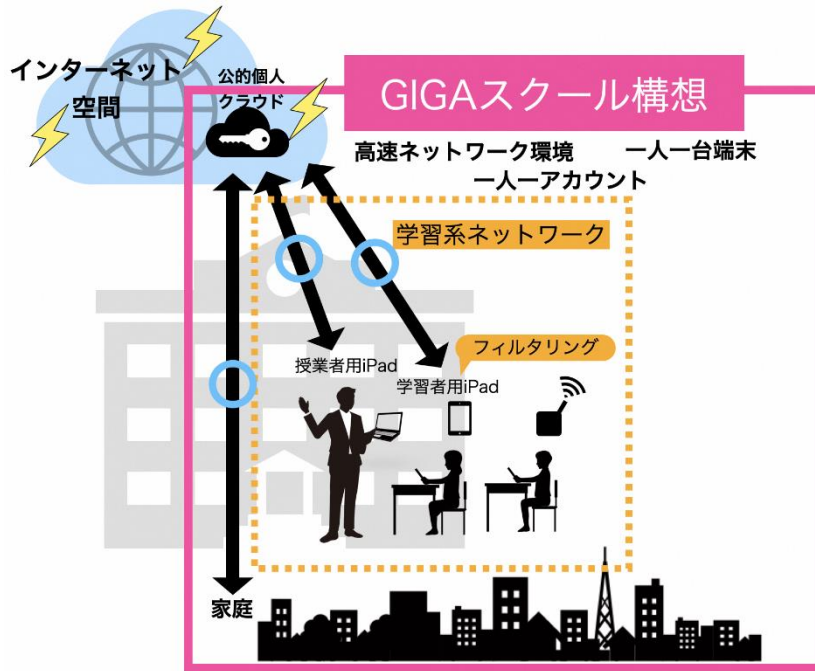 インターネット
空間
公的個人
クラウド
GIGAスクール構想
高速ネットワーク環境
一人一台端末
一人一アカウント
学習系ネットワーク
フィルタリング
授業者用iPad
学習者用iPad
家庭